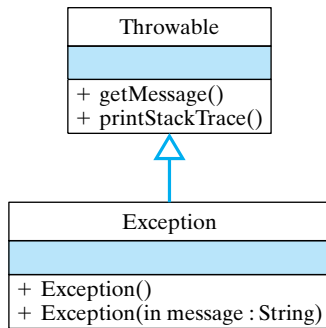 Throwable
+ getMessage()
+ printStackTrace()
Exception
+ Exception()
+ Exception(in message : String)